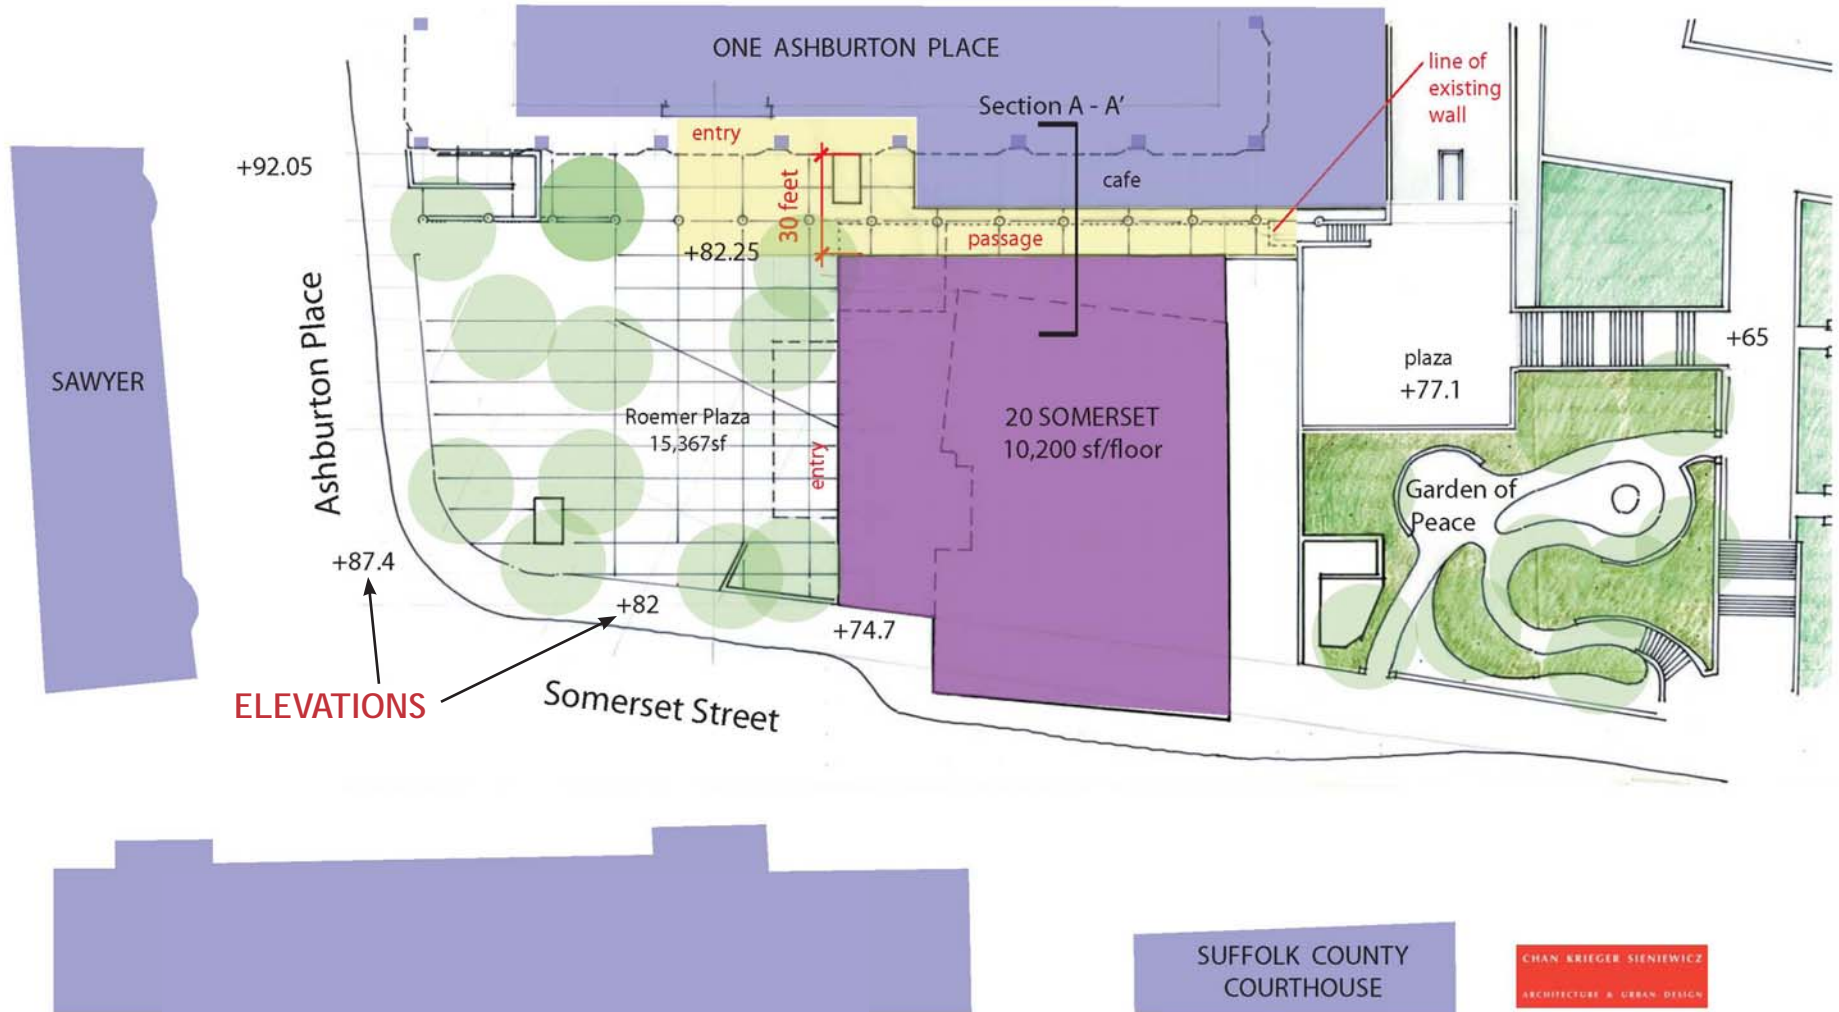 ONE ASHBURTON PLACE
line of
existing
wall
Section A - A'
entry
+92.05
30 feet
cafe
passage
+82.25
Ashburton Place
SAWYER
+65
plaza
+77.1
Roemer Plaza
15,367sf
20 SOMERSET
10,200 sf/floor
entry
Garden of
Peace
+87.4
+82
+74.7
ELEVATIONS
Somerset Street
SUFFOLK COUNTY
COURTHOUSE
CHAN KRIEGER SIENIEWICZ
ARCHITECTURE & URBAN DESIGN